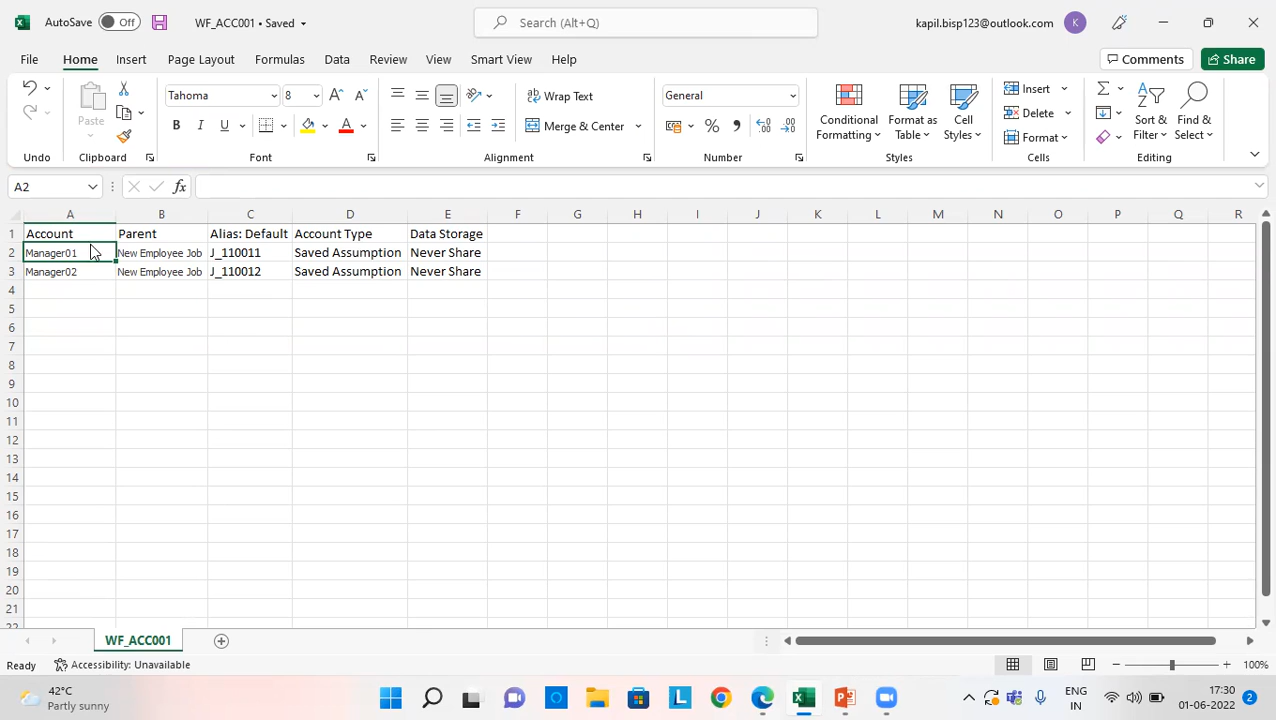 AutoSave Off WF_ACC001 • Saved Search (Alt+Q) kapil.bisp123@outlook.com K
File Home Insert Page Layout Formulas Data Review View Smart View Help Comments Share
Paste Tahoma 8 Wrap Text General Conditional Formatting Format as Table Cell Styles Insert Sort & Filter Find & Select
B I U A Merge & Center % Delete
Format
Undo Clipboard Font Alignment Number Styles Cells Editing
A2 fx
A B C D E F G H I J K L M N O P Q R
1 Account Parent Alias: Default Account Type Data Storage
2 Manager01 New Employee Job J_110011 Saved Assumption Never Share
3 Manager02 New Employee Job J_110012 Saved Assumption Never Share
4
5
6
7
8
9
10
11
12
13
14
15
16
17
18
19
20
21
22
WF_ACC001
Ready Accessibility: Unavailable 100%
42°C ENG 17:30
Partly sunny IN 01-06-2022 2